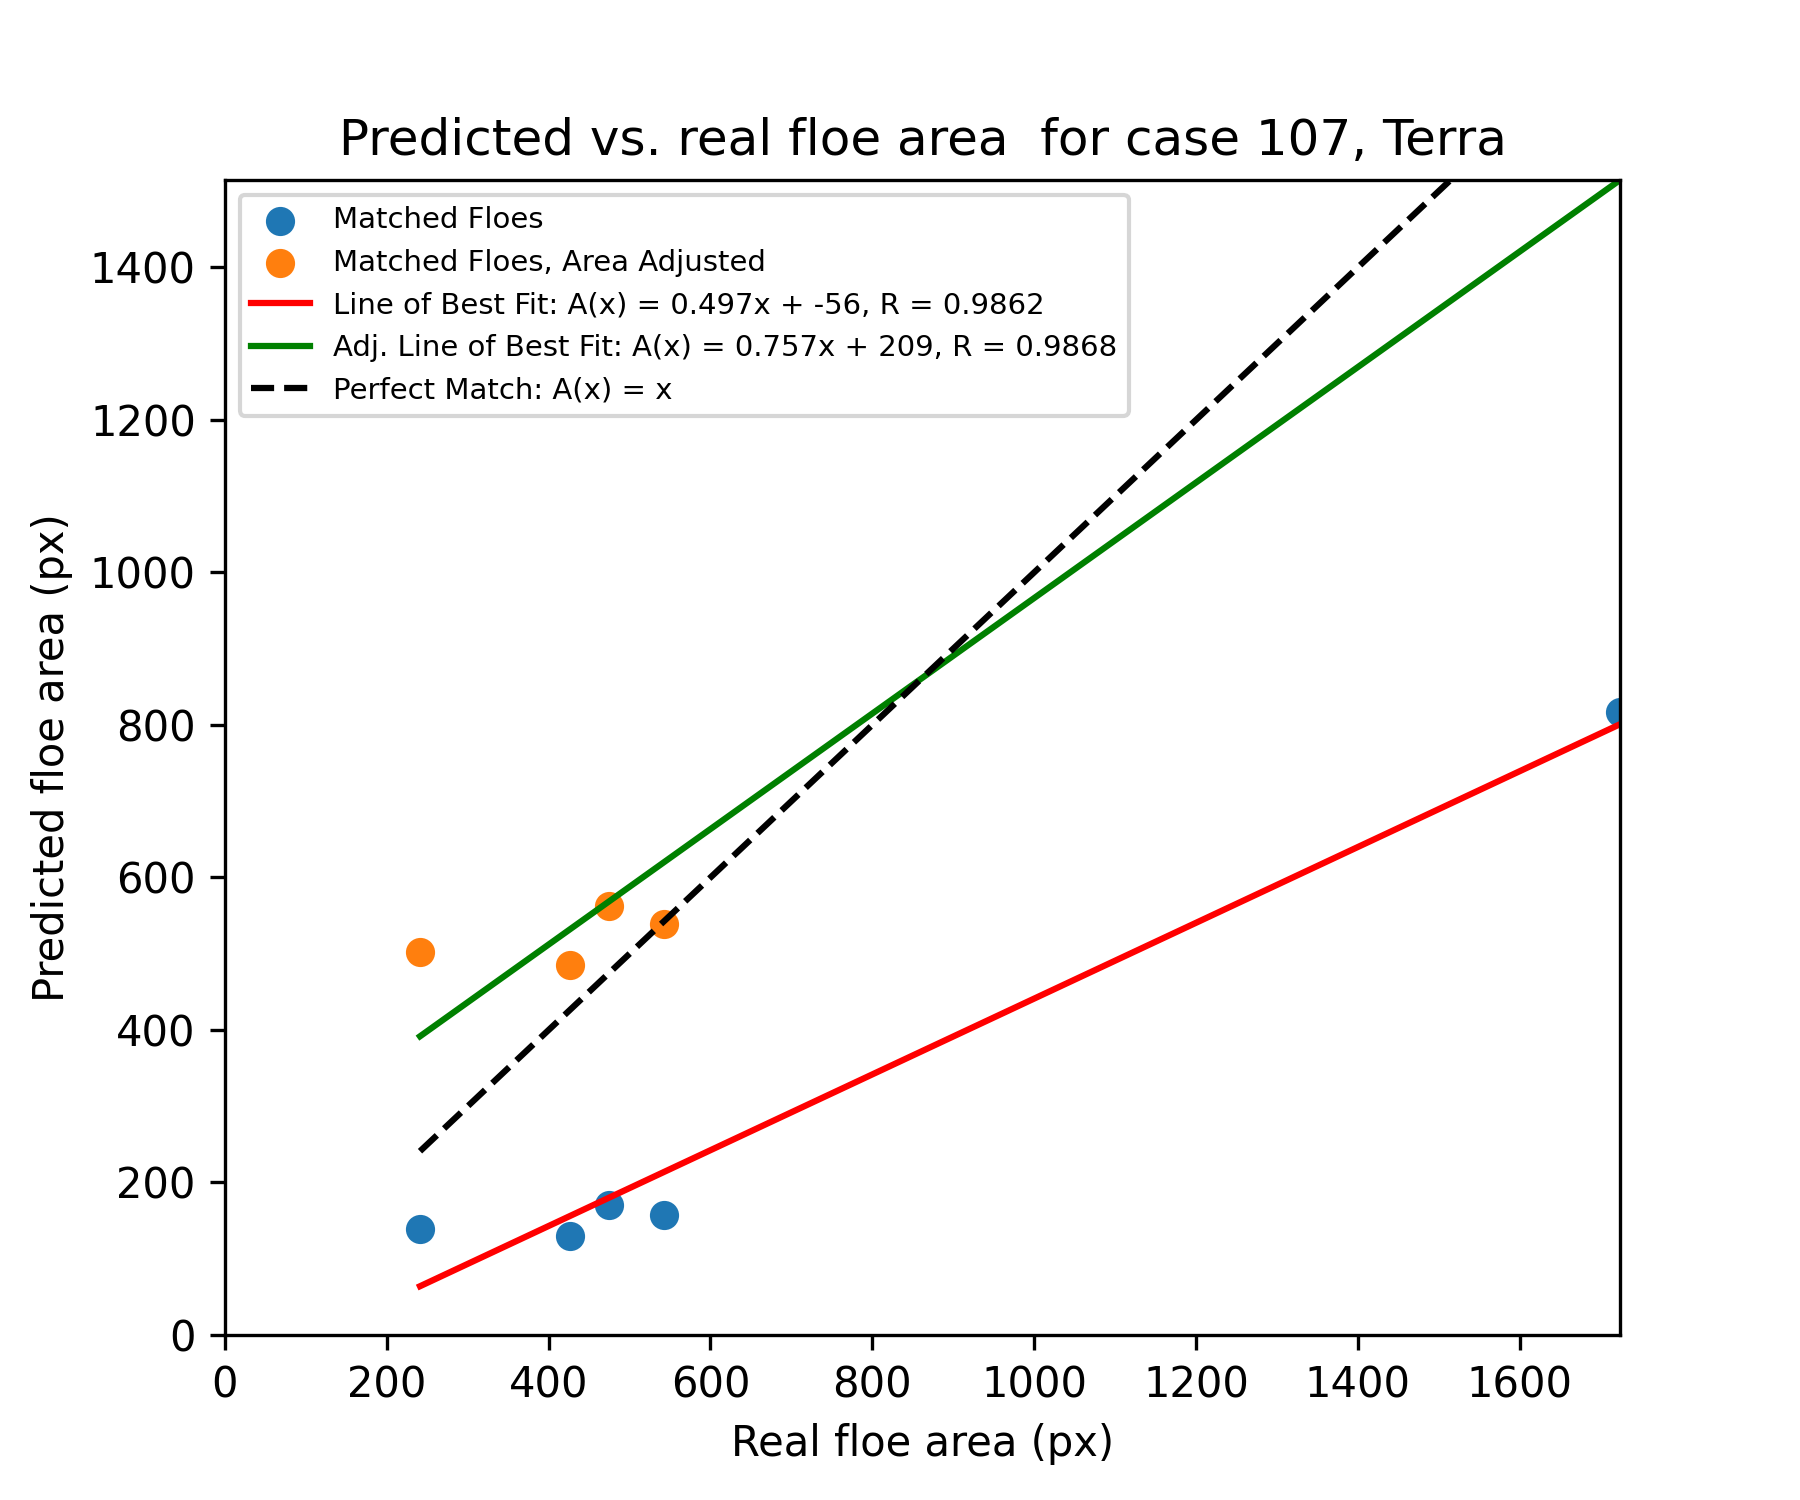 Predicted vs. real floe area  for case 107, Terra
Matched Floes
Matched Floes, Area Adjusted
Line of Best Fit: A(x) = 0.497x + -56, R = 0.9862
Adj. Line of Best Fit: A(x) = 0.757x + 209, R = 0.9868
Perfect Match: A(x) = x
Predicted floe area (px)
1400
1200
1000
800
600
400
200
0
0 200 400 600 800 1000 1200 1400 1600
Real floe area (px)